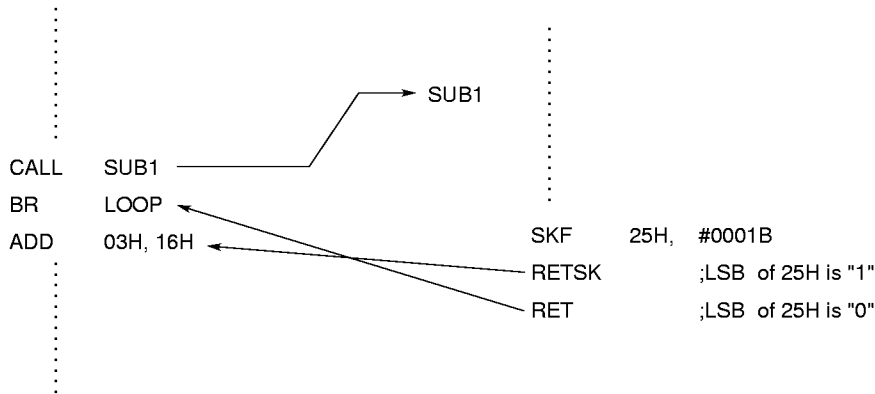 SUB1
CALL SUB1
BR LOOP
ADD 03H, 16H
SKF 25H, #0001B
RETSK ;LSB of 25H is "1"
RET ;LSB of 25H is "0"